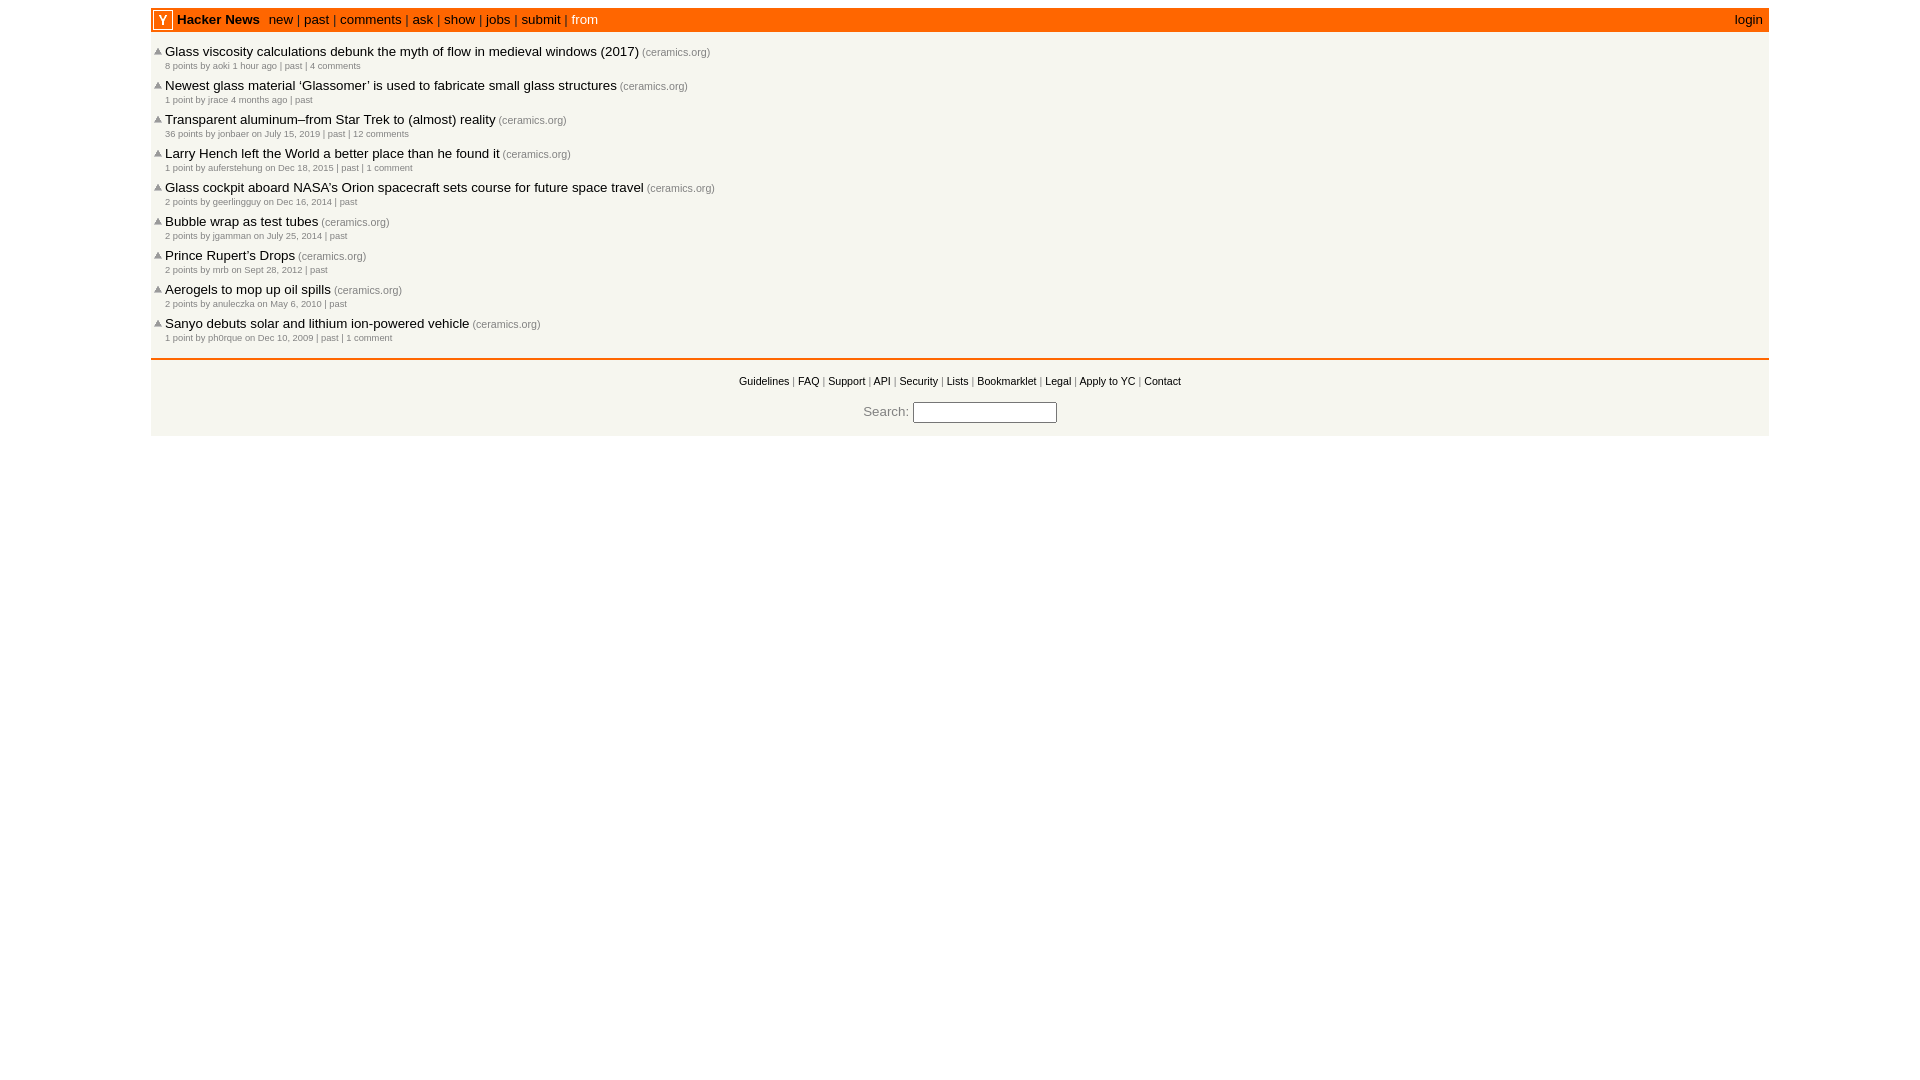 Y Hacker News new | past | comments | ask | show | jobs | submit | from login
Glass viscosity calculations debunk the myth of flow in medieval windows (2017) (ceramics.org)
8 points by aoki 1 hour ago | past | 4 comments
Newest glass material ‘Glassomer’ is used to fabricate small glass structures (ceramics.org)
1 point by jrace 4 months ago | past
Transparent aluminum–from Star Trek to (almost) reality (ceramics.org)
36 points by jonbaer on July 15, 2019 | past | 12 comments
Larry Hench left the World a better place than he found it (ceramics.org)
1 point by auferstehung on Dec 18, 2015 | past | 1 comment
Glass cockpit aboard NASA’s Orion spacecraft sets course for future space travel (ceramics.org)
2 points by geerlingguy on Dec 16, 2014 | past
Bubble wrap as test tubes (ceramics.org)
2 points by jgamman on July 25, 2014 | past
Prince Rupert’s Drops (ceramics.org)
2 points by mrb on Sept 28, 2012 | past
Aerogels to mop up oil spills (ceramics.org)
2 points by anuleczka on May 6, 2010 | past
Sanyo debuts solar and lithium ion-powered vehicle (ceramics.org)
1 point by ph0rque on Dec 10, 2009 | past | 1 comment
Guidelines | FAQ | Support | API | Security | Lists | Bookmarklet | Legal | Apply to YC | Contact
Search: